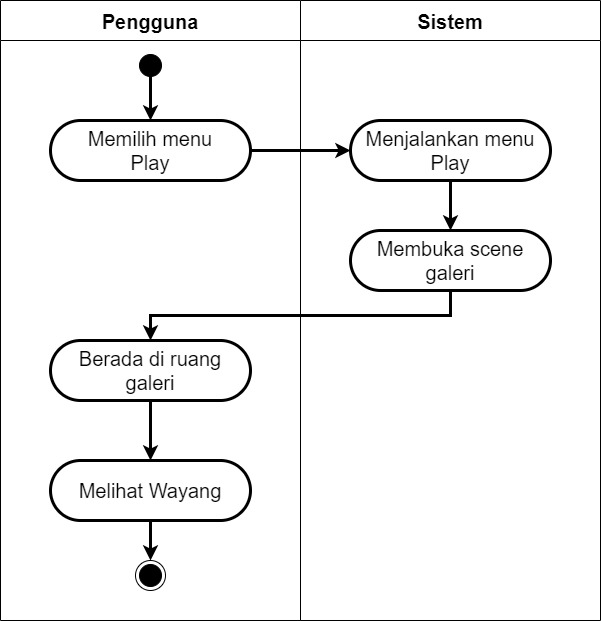 Pengguna
Sistem
Memilih menu
Play
Menjalankan menu
Play
Membuka scene
galeri
Berada di ruang
galeri
Melihat Wayang